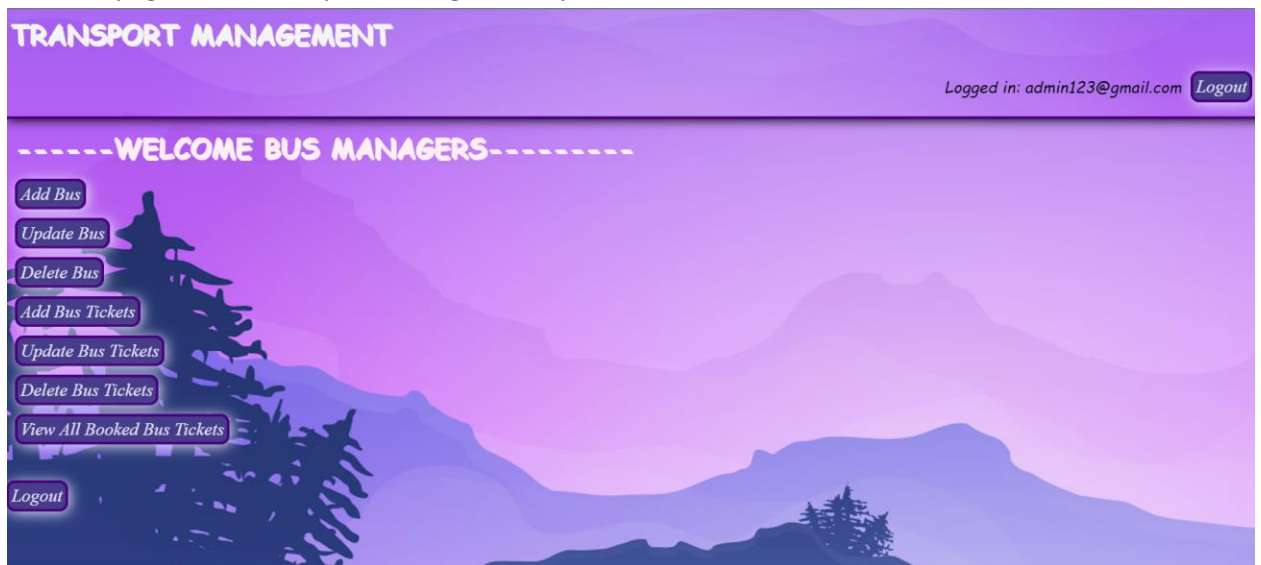 TRANSPORT MANAGEMENT
Logged in: admin123@gmail.com Logout
------WELCOME BUS MANAGERS---------
Add Bus
Update Bus
Delete Bus
Add Bus Tickets
Update Bus Tickets
Delete Bus Tickets
View All Booked Bus Tickets
Logout